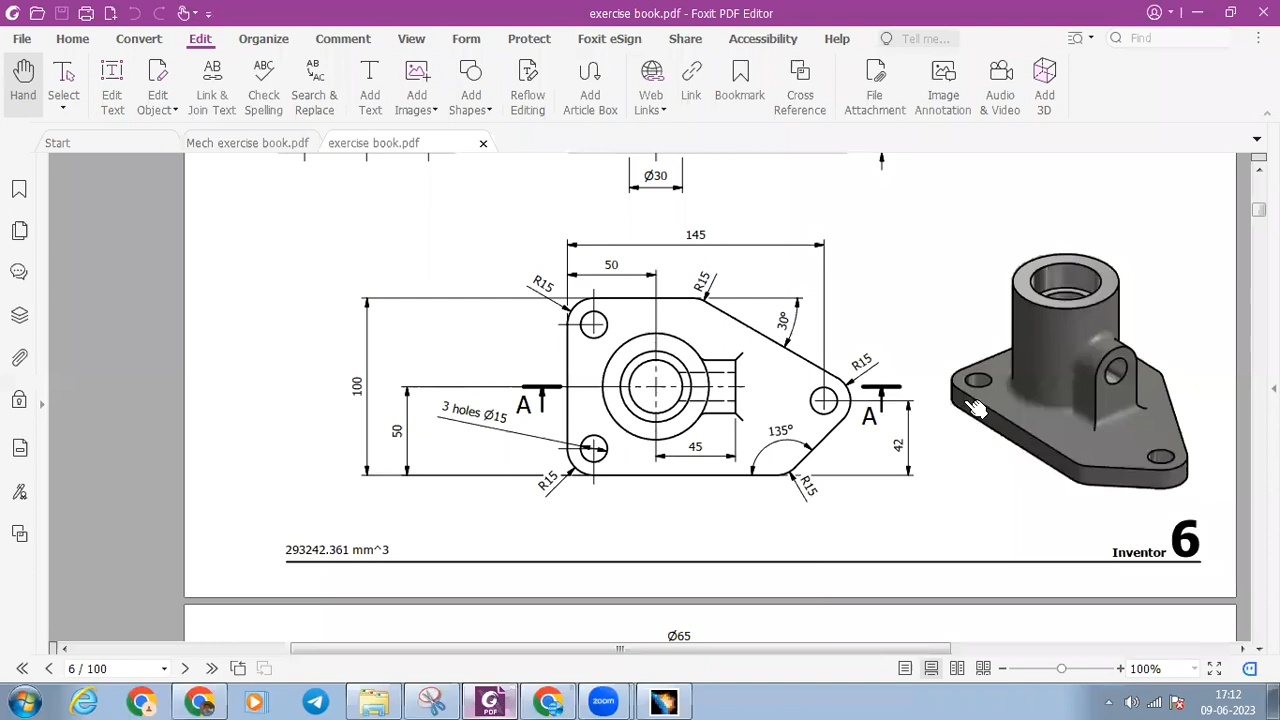 exercise book.pdf - Foxit PDF Editor
File Home Convert Edit Organize Comment View Form Protect Foxit eSign Share Accessibility Help Tell me... Find
Hand
Select
Edit Text
Edit Object
Link & Join Text
Check Spelling
Search & Replace
Add Text
Add Images
Add Shapes
Reflow Editing
Add Article Box
Web Links
Link
Bookmark
Cross Reference
File Attachment
Image Annotation
Audio & Video
Add 3D
Start Mech exercise book.pdf exercise book.pdf
Ø30
145
50
R15
R15
30°
R15
100
A
A
3 holes Ø15
50
135°
42
45
R15
R15
293242.361 mm^3
Inventor 6
Ø65
6 / 100
100%
PDF
zoom
17:12
09-06-2023